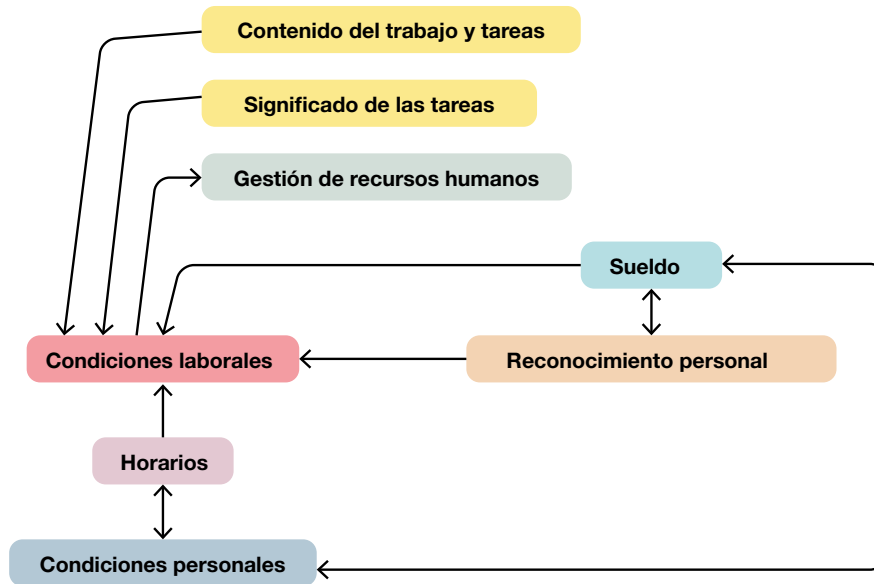 Contenido del trabajo y tareas
Significado de las tareas
Gestión de recursos humanos
Sueldo
Condiciones laborales
Reconocimiento personal
Horarios
Condiciones personales